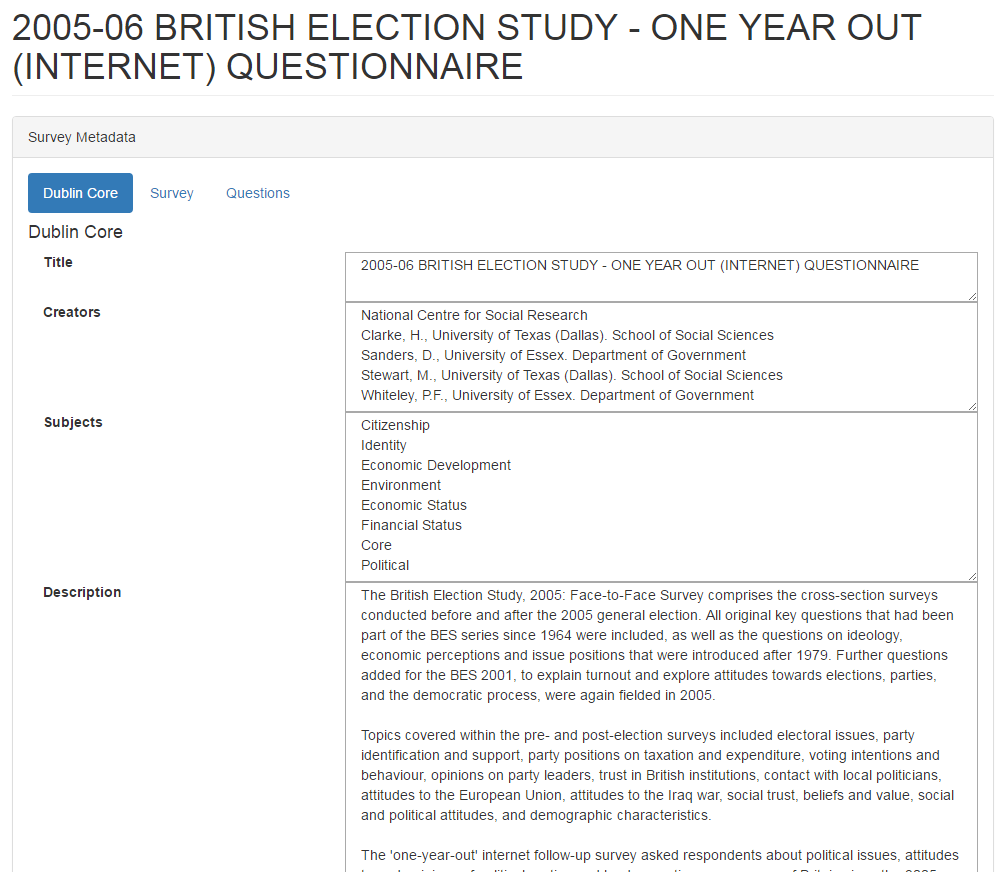 2005-06 BRITISH ELECTION STUDY - ONE YEAR OUT
(INTERNET) QUESTIONNAIRE
Survey Metadata
Dublin Core Survey Questions
Dublin Core
Title
2005-06 BRITISH ELECTION STUDY - ONE YEAR OUT (INTERNET) QUESTIONNAIRE
Creators
National Centre for Social Research
Clarke, H., University of Texas (Dallas). School of Social Sciences
Sanders, D., University of Essex. Department of Government
Stewart, M., University of Texas (Dallas). School of Social Sciences
Whiteley, P.F., University of Essex. Department of Government
Subjects
Citizenship
Identity
Economic Development
Environment
Economic Status
Financial Status
Core
Political
Description
The British Election Study, 2005: Face-to-Face Survey comprises the cross-section surveys
conducted before and after the 2005 general election. All original key questions that had been
part of the BES series since 1964 were included, as well as the questions on ideology,
economic perceptions and issue positions that were introduced after 1979. Further questions
added for the BES 2001, to explain turnout and explore attitudes towards elections, parties,
and the democratic process, were again fielded in 2005.
Topics covered within the pre- and post-election surveys included electoral issues, party
identification and support, party positions on taxation and expenditure, voting intentions and
behaviour, opinions on party leaders, trust in British institutions, contact with local politicians,
attitudes to the European Union, attitudes to the Iraq war, social trust, beliefs and value, social
and political attitudes, and demographic characteristics.
The 'one-year-out' internet follow-up survey asked respondents about political issues, attitudes